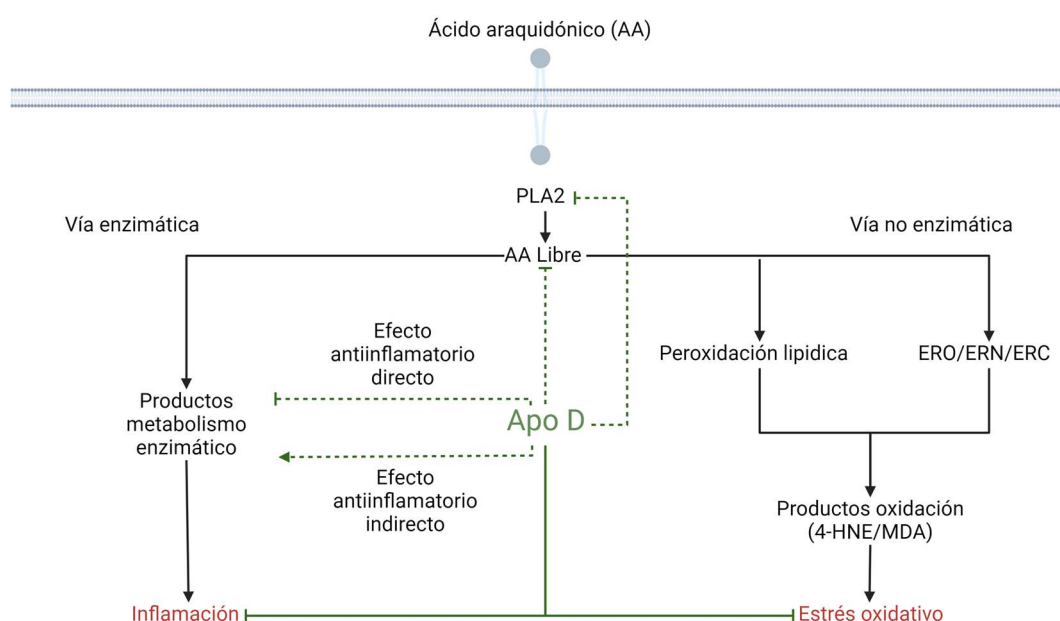 Ácido araquidónico (AA)
PLA2
Vía enzimática
Vía no enzimática
AA Libre
Efecto
antiinflamatorio
directo
Peroxidación lipidica
ERO/ERN/ERC
Productos
metabolismo
enzimático
Apo D
Efecto
antiinflamatorio
indirecto
Productos oxidación
(4-HNE/MDA)
Inflamación
Estrés oxidativo